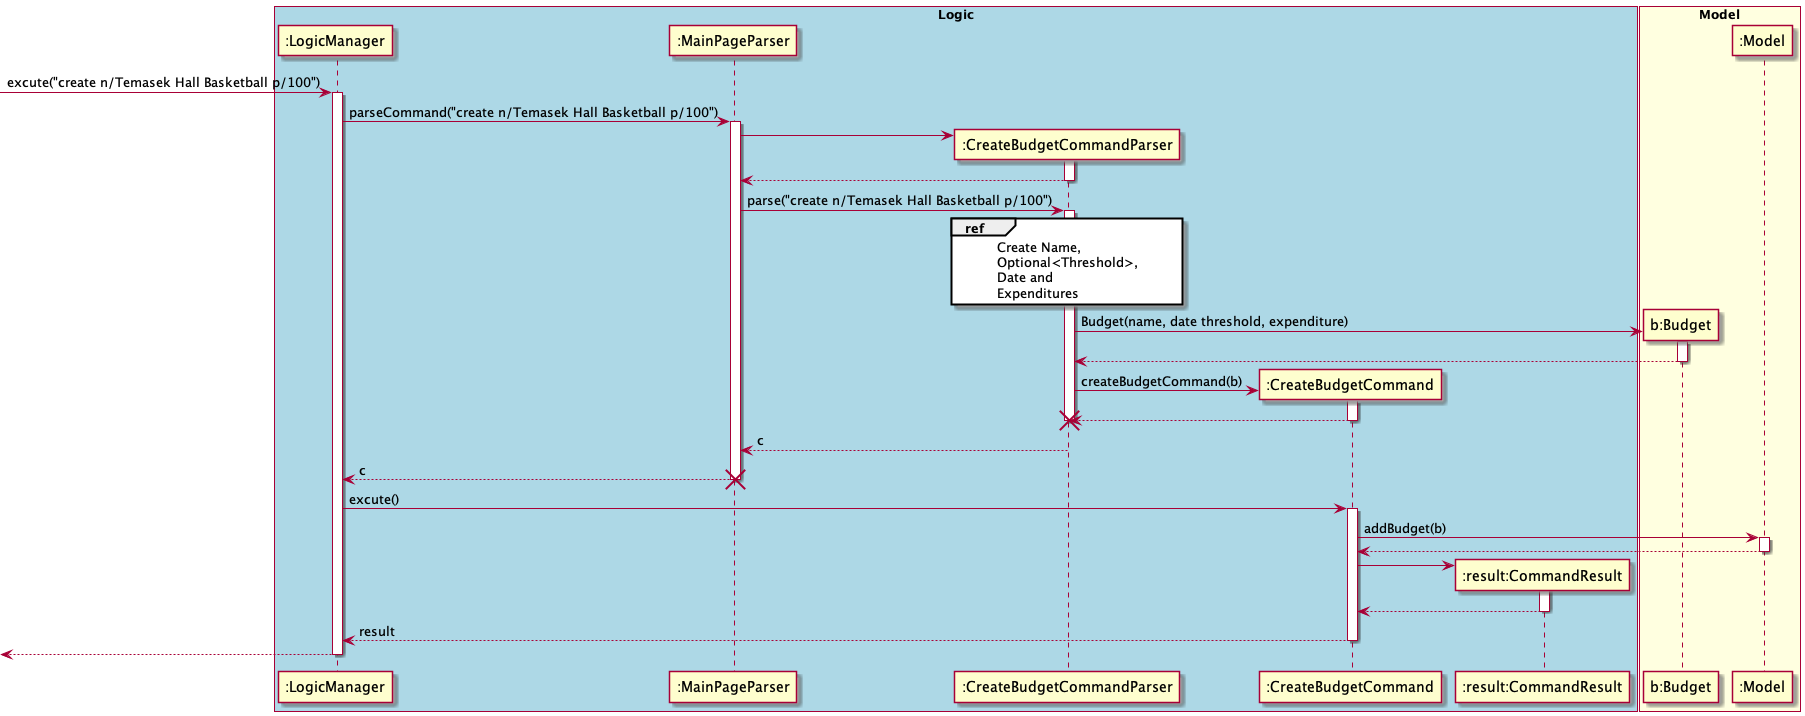 Logic
Model
:LogicManager
:MainPageParser
:Model
excute("create n/Temasek Hall Basketball p/100")
parseCommand("create n/Temasek Hall Basketball p/100")
:CreateBudgetCommandParser
parse("create n/Temasek Hall Basketball p/100")
ref
Create Name,
Optional<Threshold>,
Date and
Expenditures
Budget(name, date threshold, expenditure)
b:Budget
createBudgetCommand(b)
:CreateBudgetCommand
c
c
excute()
addBudget(b)
:result:CommandResult
result
:LogicManager
:MainPageParser
:CreateBudgetCommandParser
:CreateBudgetCommand
:result:CommandResult
b:Budget
:Model